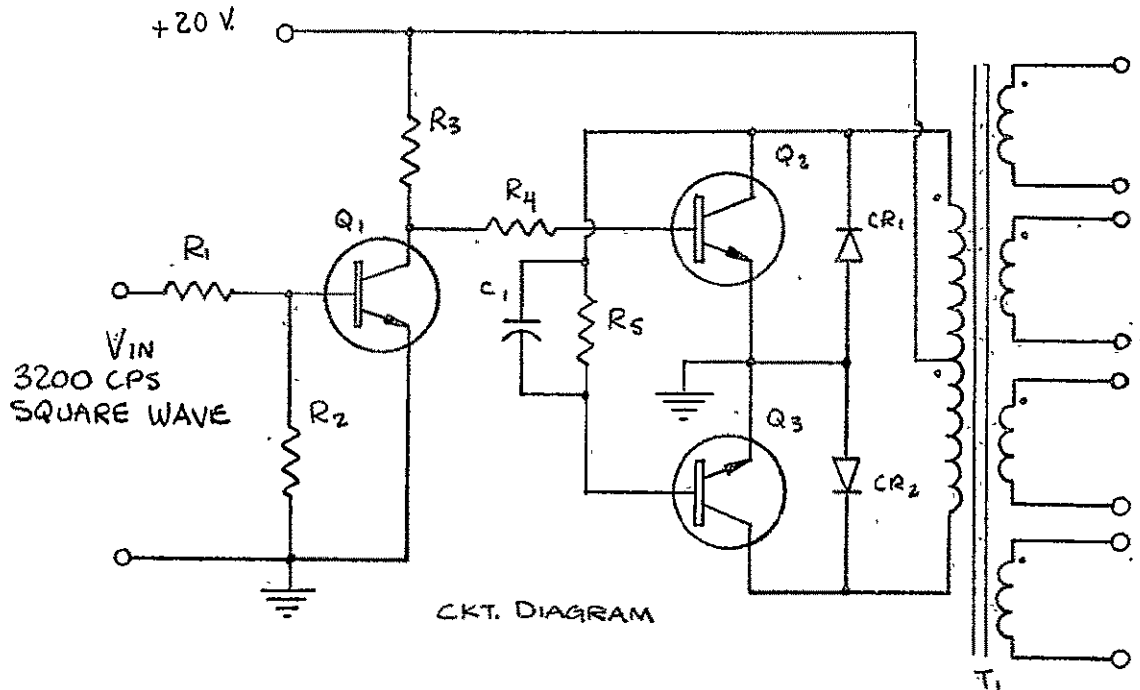 +20 V.
R3
Q2
R4
Q1
CR1
R1
C1
R5
VIN
3200 CPS
SQUARE WAVE
R2
Q3
CR2
CKT. DIAGRAM
T1